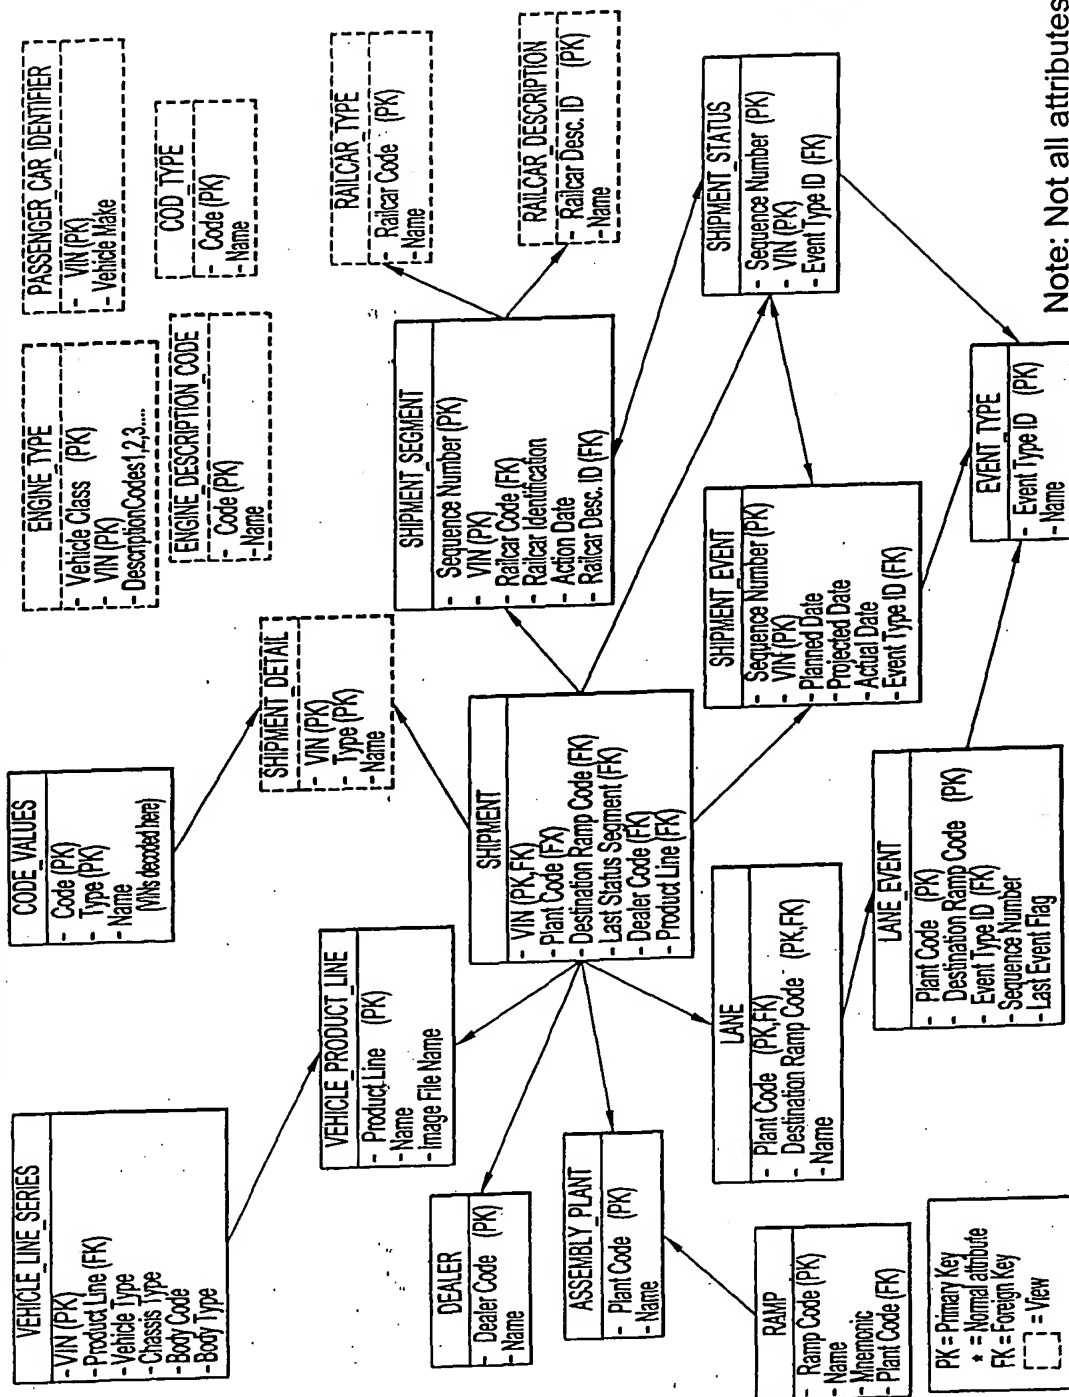 VEHICLE_LINE_SERIES
- VIN (PK)
- Product Line (FK)
- Vehicle Type
- Chassis Type
- Body Code
- Body Type
CODE_VALUES
- Code (PK)
- Type (PK)
- Name
(VINs decoded here)
ENGINE TYPE
- Vehicle Class (PK)
- VIN (PK)
- DescriptionCodes1,2,3....
PASSENGER CAR IDENTIFIER
- VIN (PK)
- Vehicle Make
ENGINE DESCRIPTION CODE
- Code (PK)
- Name
COD_TYPE
- Code (PK)
- Name
VEHICLE_PRODUCT_LINE
- Product Line (PK)
- Name
- Image File Name
SHIPMENT_DETAIL
- VIN (PK)
- Type (PK)
- Name
RAILCAR_TYPE
- Railcar Code (PK)
- Name
DEALER
- Dealer Code (PK)
- Name
SHIPMENT
- VIN (PK,FK)
- Plant Code (FX)
- Destination Ramp Code (FK)
- Last Status Segment (FK)
- Dealer Code (FK)
- Product Line (FK)
SHIPMENT_SEGMENT
- Sequence Number (PK)
- VIN (PK)
- Railcar Code (FK)
- Railcar Identification
- Action Date
- Railcar Desc. ID (FK)
RAILCAR_DESCRIPTION
- Railcar Desc. ID (PK)
- Name
ASSEMBLY_PLANT
- Plant Code (PK)
- Name
LANE
- Plant Code (PK,FK)
- Destination Ramp Code (PK,FK)
- Name
SHIPMENT_EVENT
- Sequence Number (PK)
- VIN (PK)
- Planned Date
- Projected Date
- Actual Date
- Event Type ID (FK)
SHIPMENT_STATUS
- Sequence Number (PK)
- VIN (PK)
- Event Type ID (FK)
RAMP
- Ramp Code (PK)
- Name
- Mnemonic
- Plant Code (FK)
LANE_EVENT
- Plant Code (PK)
- Destination Ramp Code (PK)
- Event Type ID (FK)
- Sequence Number
- Last Event Flag
EVENT_TYPE
- Event Type ID (PK)
- Name
PK = Primary Key
* = Normal attribute
FK = Foreign Key
= View
Note: Not all attributes